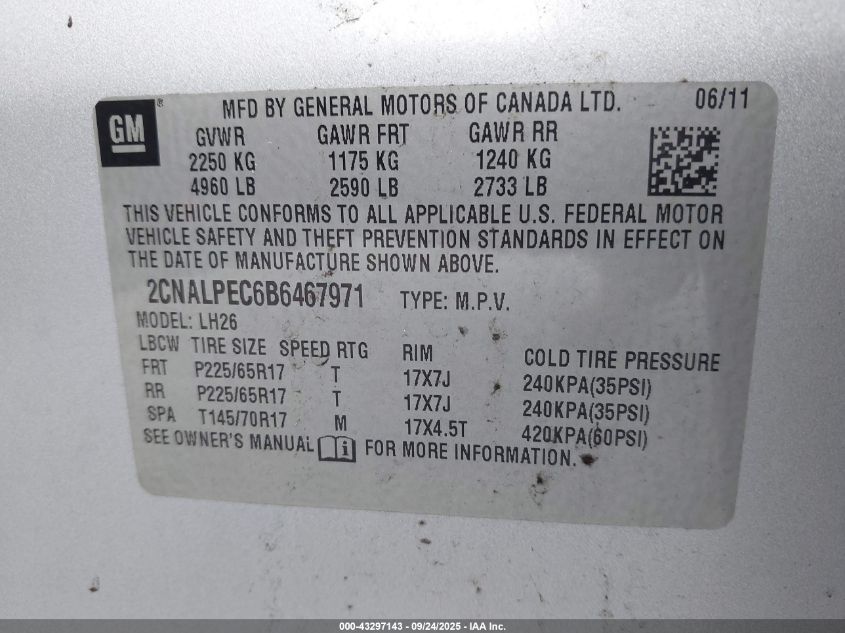 GM ®
MFD BY GENERAL MOTORS OF CANADA LTD. 06/11
GVWR GAWR FRT GAWR RR
2250 KG 1175 KG 1240 KG
4960 LB 2590 LB 2733 LB
THIS VEHICLE CONFORMS TO ALL APPLICABLE U.S. FEDERAL MOTOR
VEHICLE SAFETY AND THEFT PREVENTION STANDARDS IN EFFECT ON
THE DATE OF MANUFACTURE SHOWN ABOVE.
2CNALPEC6B6467971 TYPE: M.P.V.
MODEL: LH26
LBCW TIRE SIZE SPEED RTG RIM COLD TIRE PRESSURE
FRT P225/65R17 T 17X7J 240KPA(35PSI)
RR P225/65R17 T 17X7J 240KPA(35PSI)
SPA T145/70R17 M 17X4.5T 420KPA(60PSI)
SEE OWNER'S MANUAL i FOR MORE INFORMATION.
000-43297143 - 09/24/2025 - IAA Inc.